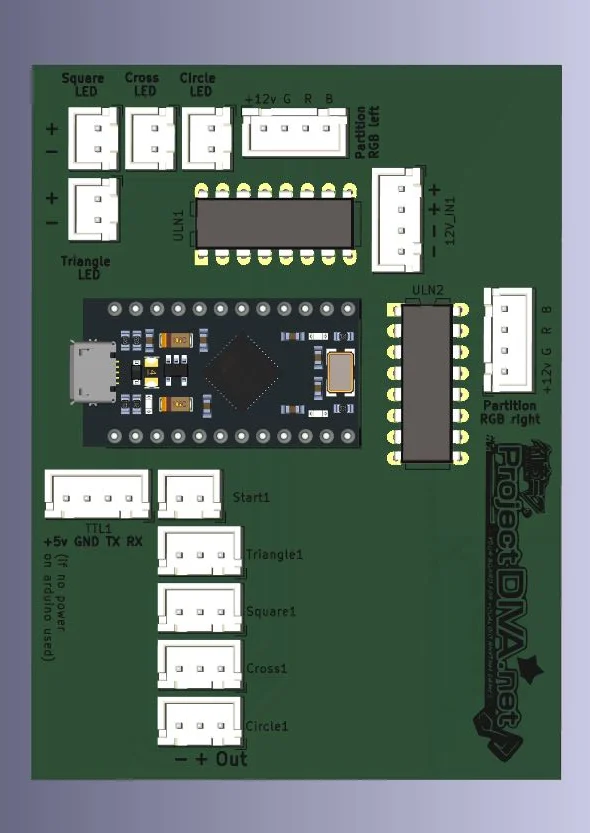 Square
LED
Cross
LED
Circle
LED
+12v G R B
Partition
RGB left
+
−
+
−
Triangle
LED
ULN1
+
+
−
−
12V_IN1
ULN2
+12v G R B
Partition
RGB right
TTL1
+5v GND TX RX
(if no power
on arduino used)
Start1
Triangle1
Square1
Cross1
Circle1
− + Out
ProjectDIVA.net